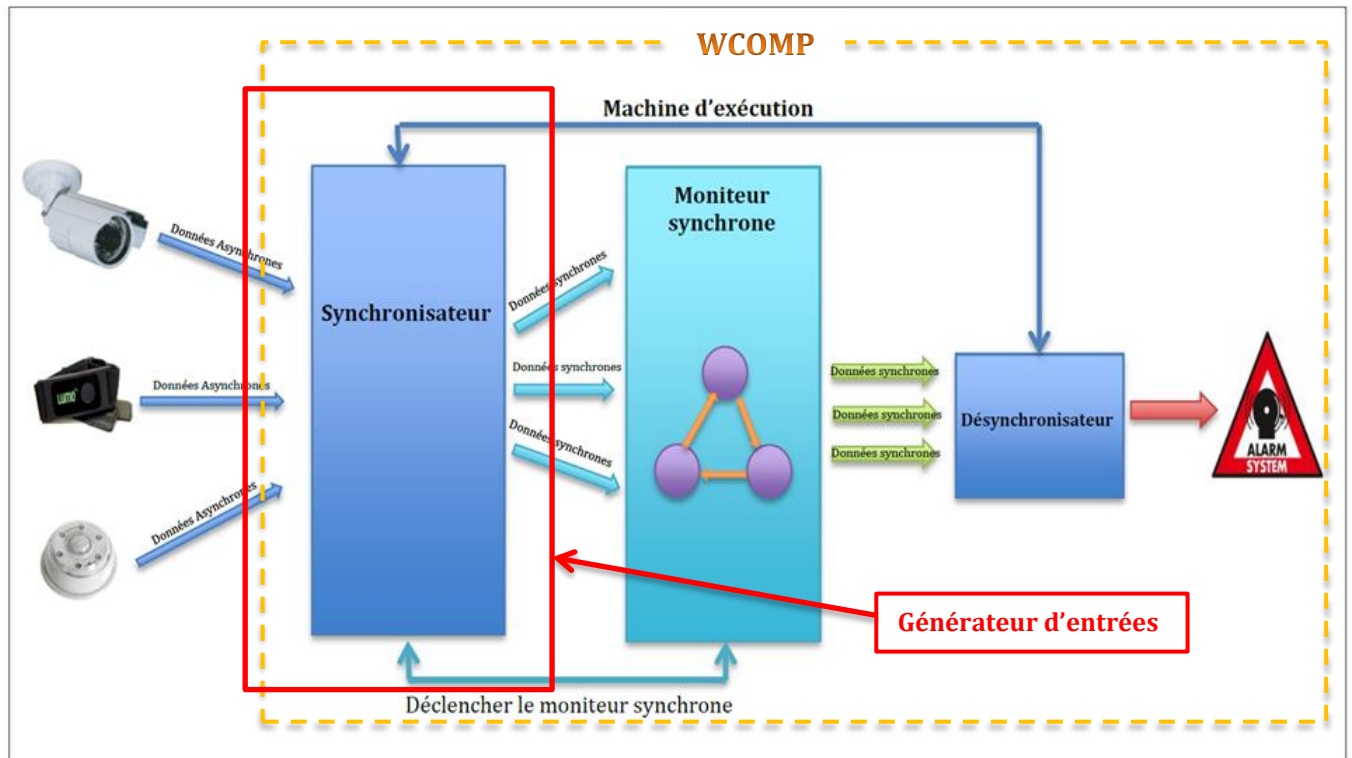 WCOMP
Machine d'exécution
Données Asynchrones
Données Asynchrones
Données Asynchrones
Synchronisateur
Données synchrones
Données synchrones
Données synchrones
Moniteur
synchrone
Données synchrones
Données synchrones
Données synchrones
Désynchronisateur
ALARM
SYSTEM
Générateur d'entrées
Déclencher le moniteur synchrone